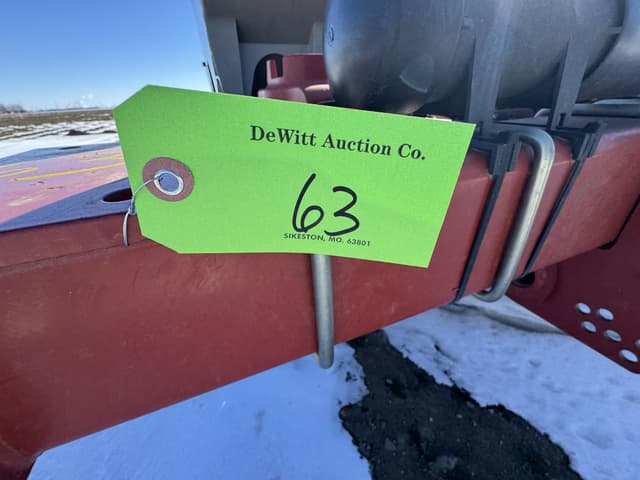 DeWitt Auction Co.
63
SIKESTON, MO. 63801